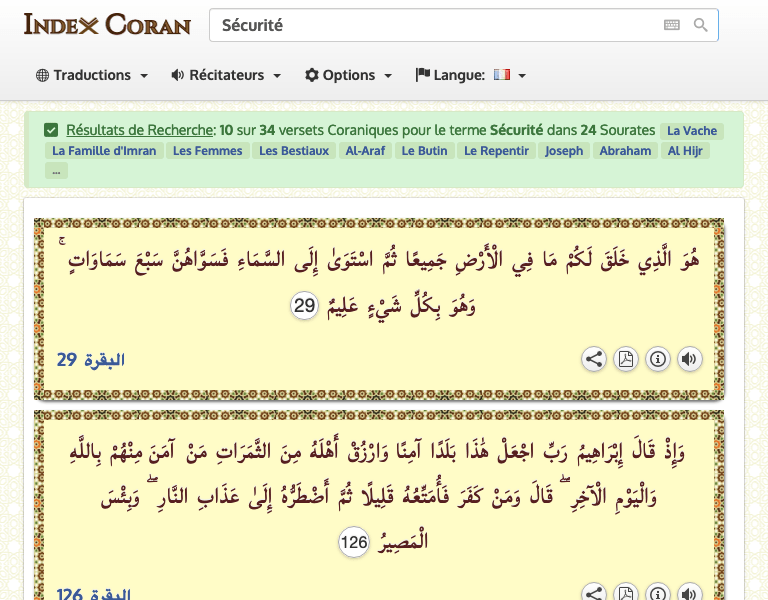 Index Coran
Sécurité
Traductions Récitateurs Options Langue:
Résultats de Recherche: 10 sur 34 versets Coraniques pour le terme Sécurité dans 24 Sourates La Vache
La Famille d'Imran Les Femmes Les Bestiaux Al-Araf Le Butin Le Repentir Joseph Abraham Al Hijr
...
هُوَ الَّذِي خَلَقَ لَكُمْ مَا فِي الْأَرْضِ جَمِيعًا ثُمَّ اسْتَوَىٰ إِلَى السَّمَاءِ فَسَوَّاهُنَّ سَبْعَ سَمَاوَاتٍ ۚ
وَهُوَ بِكُلِّ شَيْءٍ عَلِيمٌ 29
البقرة 29
وَإِذْ قَالَ إِبْرَاهِيمُ رَبِّ اجْعَلْ هَٰذَا بَلَدًا آمِنًا وَارْزُقْ أَهْلَهُ مِنَ الثَّمَرَاتِ مَنْ آمَنَ مِنْهُمْ بِاللَّهِ
وَالْيَوْمِ الْآخِرِ ۖ قَالَ وَمَنْ كَفَرَ فَأُمَتِّعُهُ قَلِيلًا ثُمَّ أَضْطَرُّهُ إِلَىٰ عَذَابِ النَّارِ ۖ وَبِئْسَ
الْمَصِيرُ 126
البقرة 126